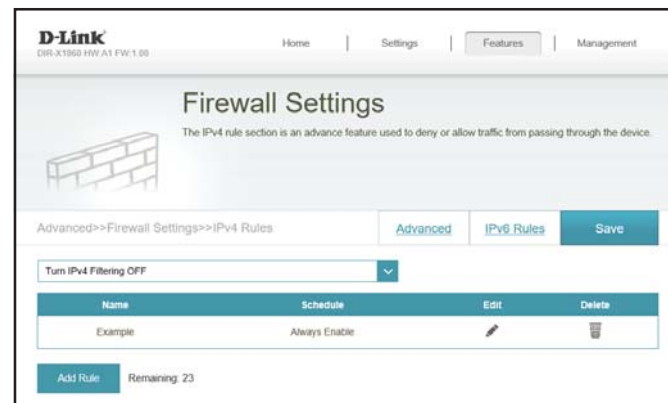 D-Link
DIR-X1860 HW:A1 FW:1.00
Home | Settings | Features | Management
Firewall Settings
The IPv4 rule section is an advance feature used to deny or allow traffic from passing through the device.
Advanced>>Firewall Settings>>IPv4 Rules
Advanced
IPv6 Rules
Save
Turn IPv4 Filtering OFF
Name Schedule Edit Delete
Example Always Enable
Add Rule Remaining: 23